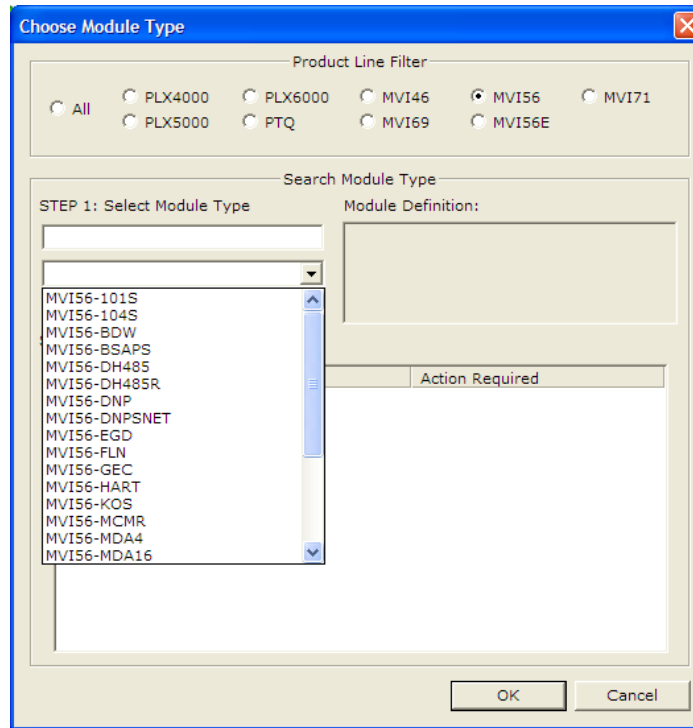 Choose Module Type
Product Line Filter
All
PLX4000
PLX6000
MVI46
MVI56
MVI71
PLX5000
PTQ
MVI69
MVI56E
Search Module Type
STEP 1: Select Module Type
Module Definition:
MVI56-101S
MVI56-104S
MVI56-BDW
MVI56-BSAPS
MVI56-DH485
MVI56-DH485R
MVI56-DNP
MVI56-DNPSNET
MVI56-EGD
MVI56-FLN
MVI56-GEC
MVI56-HART
MVI56-KOS
MVI56-MCMR
MVI56-MDA4
MVI56-MDA16
Action Required
OK
Cancel